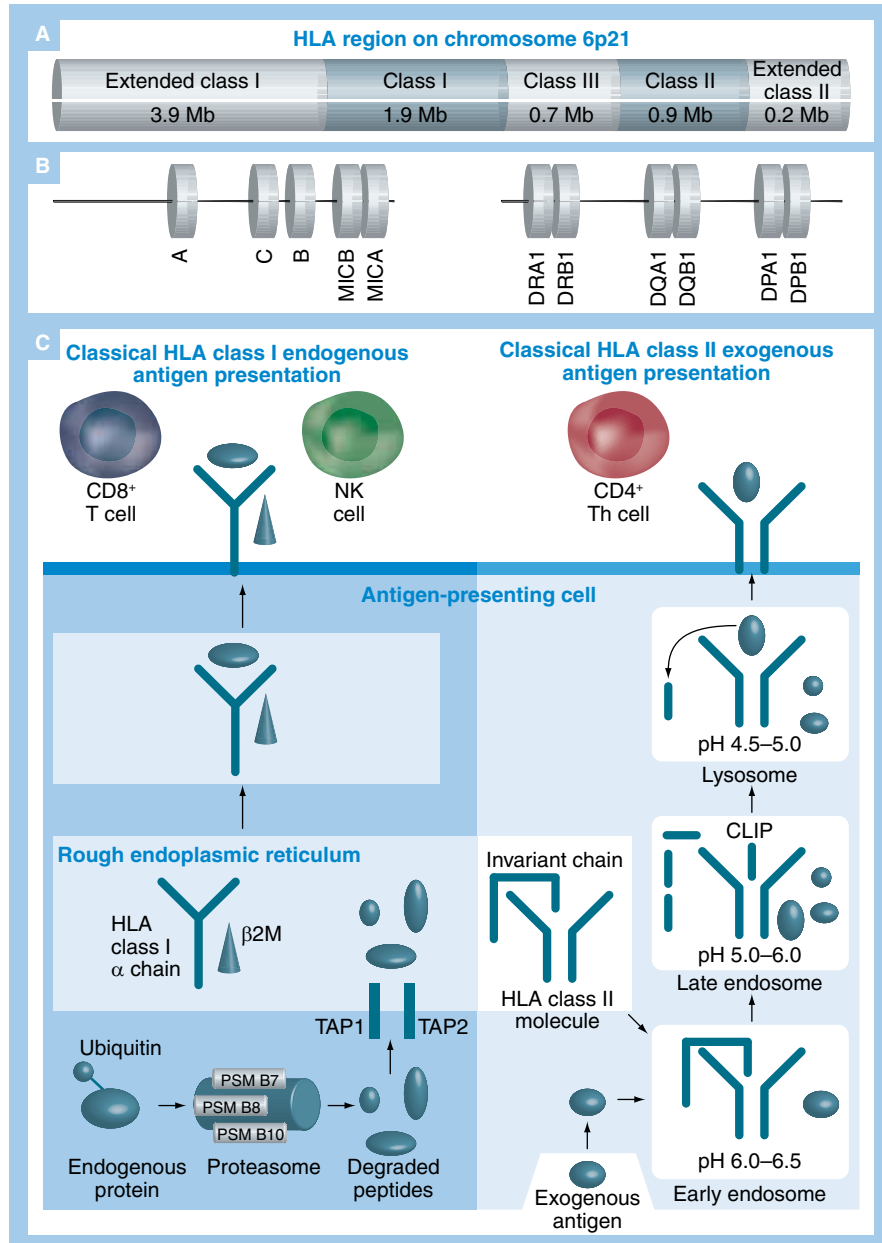 A
HLA region on chromosome 6p21
Extended class I
Class I
Class III
Class II
Extended
class II
3.9 Mb
1.9 Mb
0.7 Mb
0.9 Mb
0.2 Mb
B
A
C
B
MICB
MICA
DRA1
DRB1
DQA1
DQB1
DPA1
DPB1
C
Classical HLA class I endogenous
antigen presentation
Classical HLA class II exogenous
antigen presentation
CD8+
T cell
NK
cell
CD4+
Th cell
Antigen-presenting cell
pH 4.5–5.0
Lysosome
Rough endoplasmic reticulum
HLA
class I
α chain
β2M
TAP1
TAP2
Invariant chain
HLA class II
molecule
CLIP
pH 5.0–6.0
Late endosome
Ubiquitin
PSM B7
PSM B8
PSM B10
Endogenous
protein
Proteasome
Degraded
peptides
Exogenous
antigen
pH 6.0–6.5
Early endosome